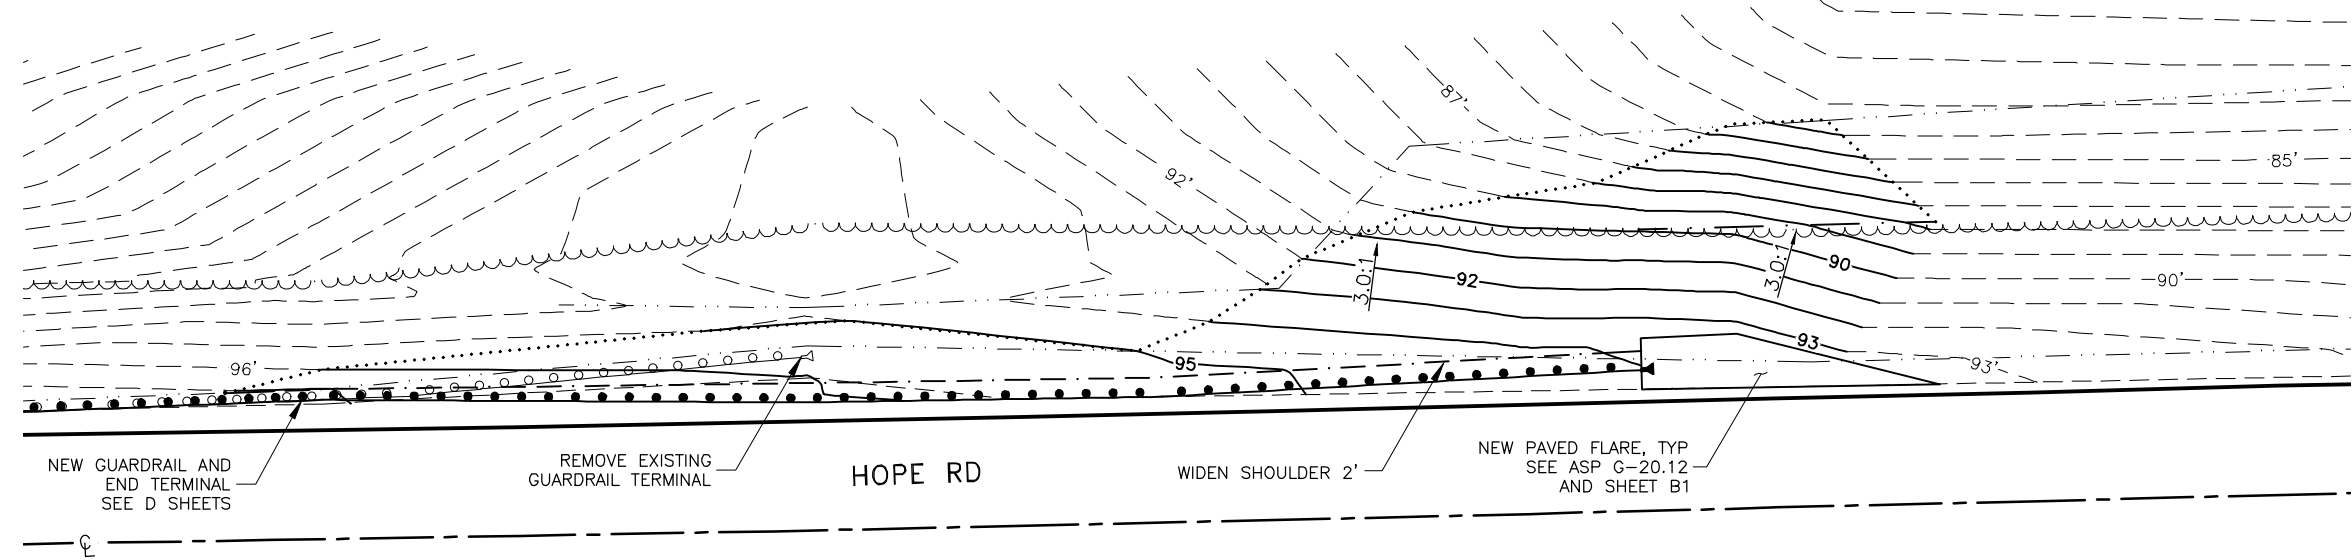 87'
92'
85'
3.0:1
92
3.0:1
90
90'
96'
95
93
93'
NEW GUARDRAIL AND
END TERMINAL
SEE D SHEETS
REMOVE EXISTING
GUARDRAIL TERMINAL
HOPE RD
WIDEN SHOULDER 2'
NEW PAVED FLARE, TYP
SEE ASP G-20.12
AND SHEET B1
℄